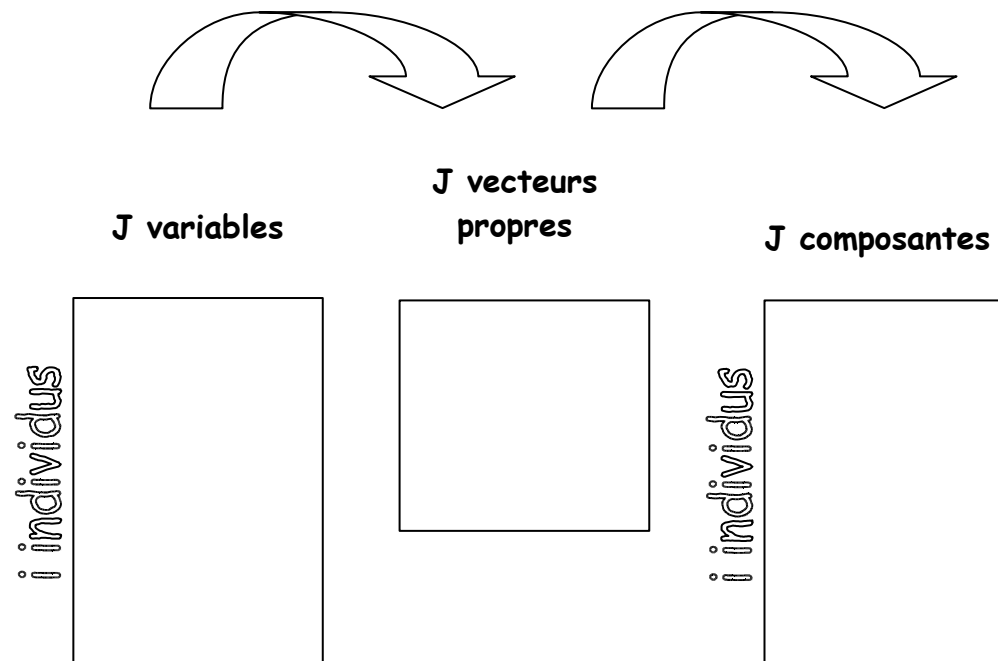 J vecteurs
propres
J variables
J composantes
i individus
i individus